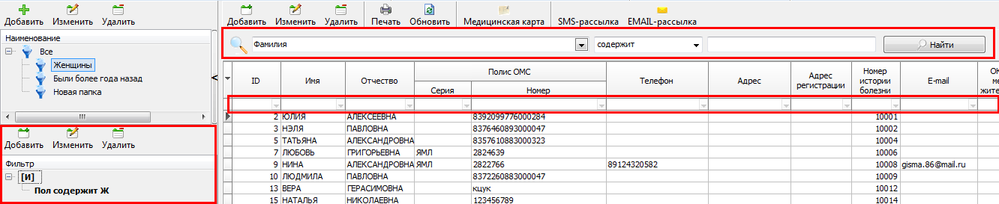 Добавить Изменить Удалить
Наименование
Все
Женщины
Были более года назад
Новая папка
<
Добавить Изменить Удалить
Фильтр
[И]
Пол содержит Ж
Добавить Изменить Удалить Печать Обновить Медицинская карта SMS-рассылка EMAIL-рассылка
Фамилия содержит Найти
ID Имя Отчество Полис ОМС Серия Номер Телефон Адрес Адрес регистрации Номер истории болезни E-mail
2 ЮЛИЯ АЛЕКСЕЕВНА 8392099776000284 10001
3 НЭЛЯ ПАВЛОВНА 8376460893000047 10002
5 ТАТЬЯНА АЛЕКСАНДРОВНА 8357610883000323 10004
7 ЛЮБОВЬ ГРИГОРЬЕВНА ЯМЛ 2824639 10006
9 НИНА АЛЕКСАНДРОВНА ЯМЛ 2822766 89124320582 10008 gisma.86@mail.ru
10 ЛЮДМИЛА ПАВЛОВНА 8372260883000047 10009
13 ВЕРА ГЕРАСИМОВНА кцук 10012
15 НАТАЛЬЯ НИКОЛАЕВНА 123456789 10014